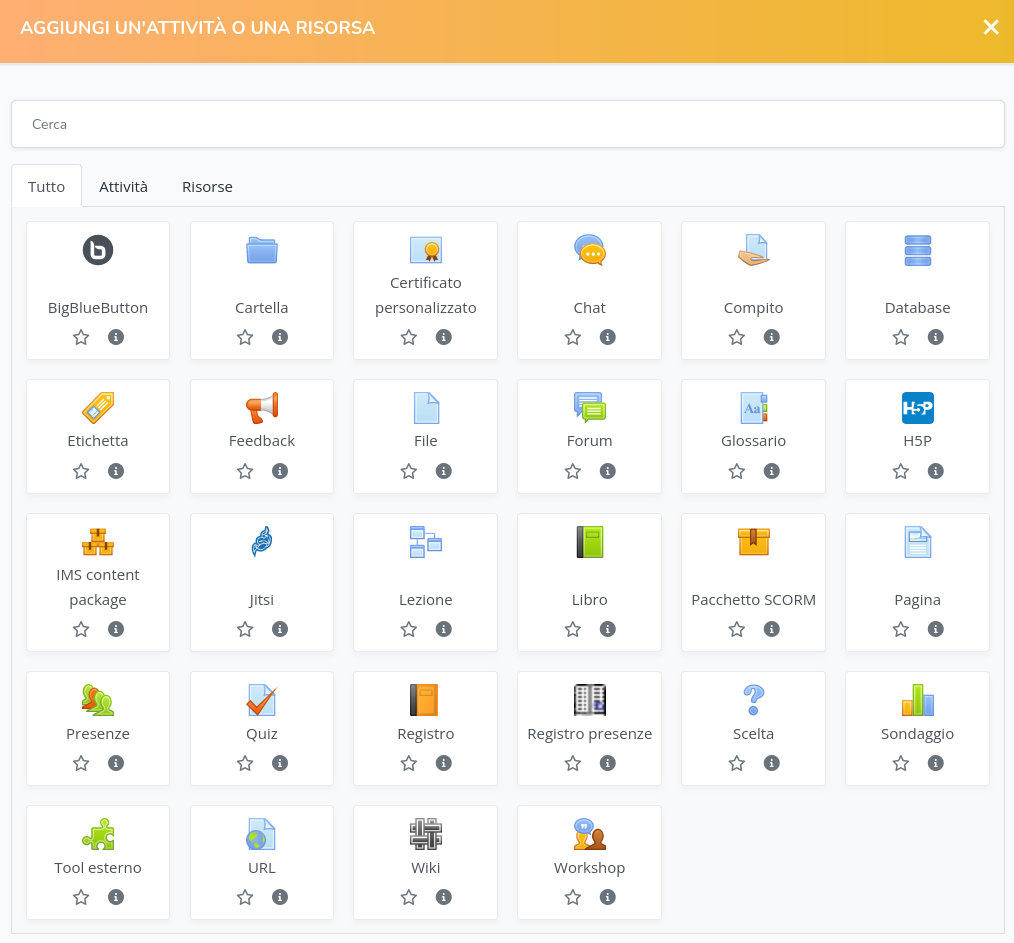 AGGIUNGI UN'ATTIVITÀ O UNA RISORSA
Cerca
Tutto
Attività
Risorse
BigBlueButton
Cartella
Certificato
personalizzato
Chat
Compito
Database
Etichetta
Feedback
File
Forum
Aa
Glossario
H5P
H5P
IMS content
package
Jitsi
Lezione
Libro
Pacchetto SCORM
Pagina
Presenze
Quiz
Registro
Registro presenze
Scelta
Sondaggio
Tool esterno
URL
Wiki
Workshop